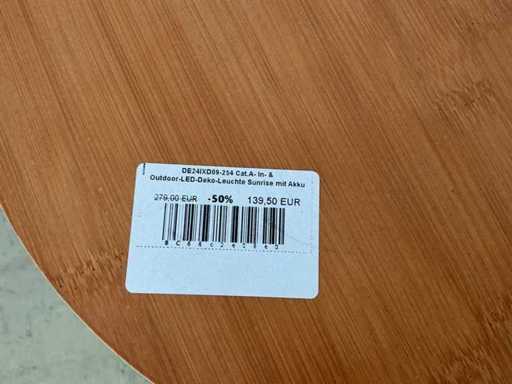 DE24IXD09-254 Cat.A- In- &
Outdoor-LED-Deko-Leuchte Sunrise mit Akku
279,00 EUR -50% 139,50 EUR